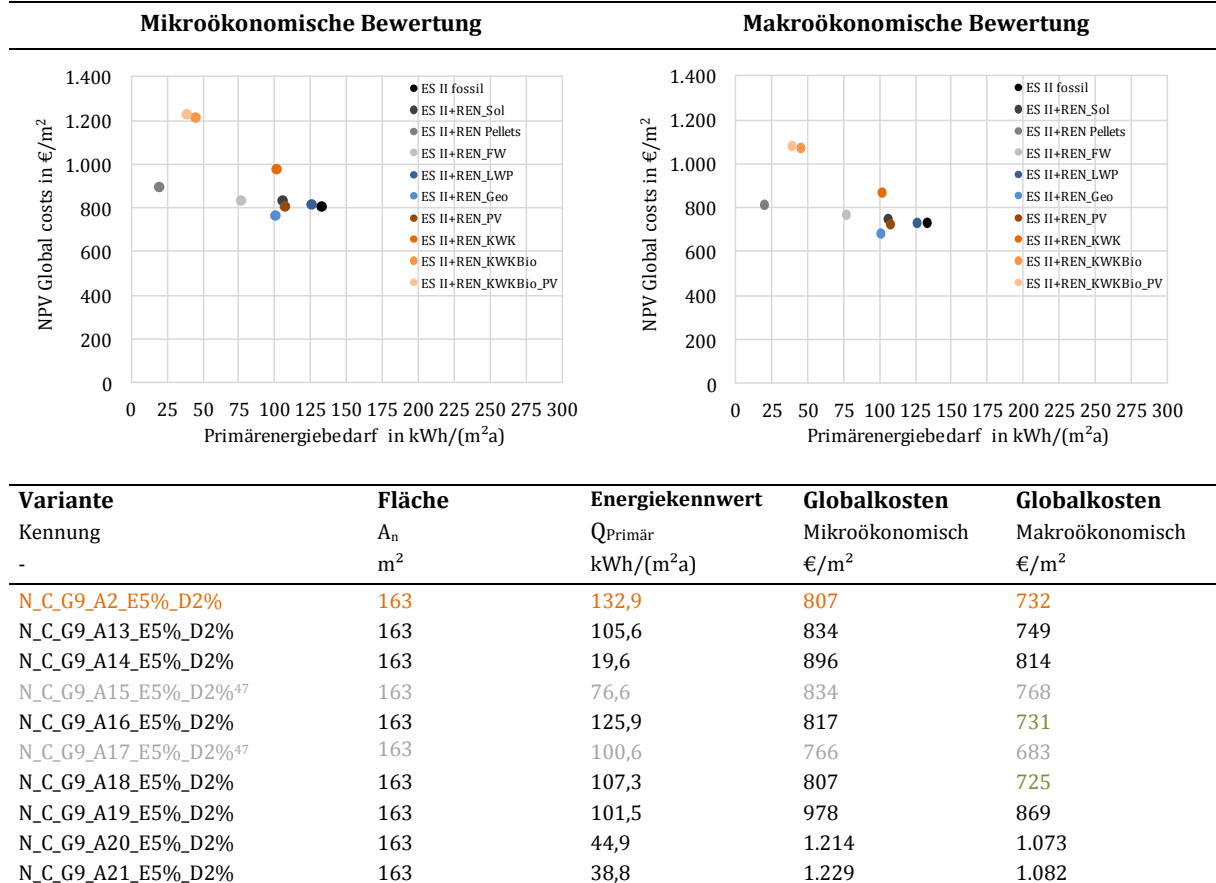 Mikroökonomische Bewertung
Makroökonomische Bewertung
NPV Global costs in €/m²
1.400
1.200
1.000
800
600
400
200
0
0 25 50 75 100 125 150 175 200 225 250 275 300
Primärenergiebedarf in kWh/(m²a)
ES II fossil
ES II+REN_Sol
ES II+REN Pellets
ES II+REN_FW
ES II+REN_LWP
ES II+REN_Geo
ES II+REN_PV
ES II+REN_KWK
ES II+REN_KWKBio
ES II+REN_KWKBio_PV
NPV Global costs in €/m²
1.400
1.200
1.000
800
600
400
200
0
0 25 50 75 100 125 150 175 200 225 250 275 300
Primärenergiebedarf in kWh/(m²a)
ES II fossil
ES II+REN_Sol
ES II+REN Pellets
ES II+REN_FW
ES II+REN_LWP
ES II+REN_Geo
ES II+REN_PV
ES II+REN_KWK
ES II+REN_KWKBio
ES II+REN_KWKBio_PV
Variante Fläche Energiekennwert Globalkosten Globalkosten
Kennung Aₙ QPrimär Mikroökonomisch Makroökonomisch
- m² kWh/(m²a) €/m² €/m²
N_C_G9_A2_E5%_D2% 163 132,9 807 732
N_C_G9_A13_E5%_D2% 163 105,6 834 749
N_C_G9_A14_E5%_D2% 163 19,6 896 814
N_C_G9_A15_E5%_D2%⁴⁷ 163 76,6 834 768
N_C_G9_A16_E5%_D2% 163 125,9 817 731
N_C_G9_A17_E5%_D2%⁴⁷ 163 100,6 766 683
N_C_G9_A18_E5%_D2% 163 107,3 807 725
N_C_G9_A19_E5%_D2% 163 101,5 978 869
N_C_G9_A20_E5%_D2% 163 44,9 1.214 1.073
N_C_G9_A21_E5%_D2% 163 38,8 1.229 1.082